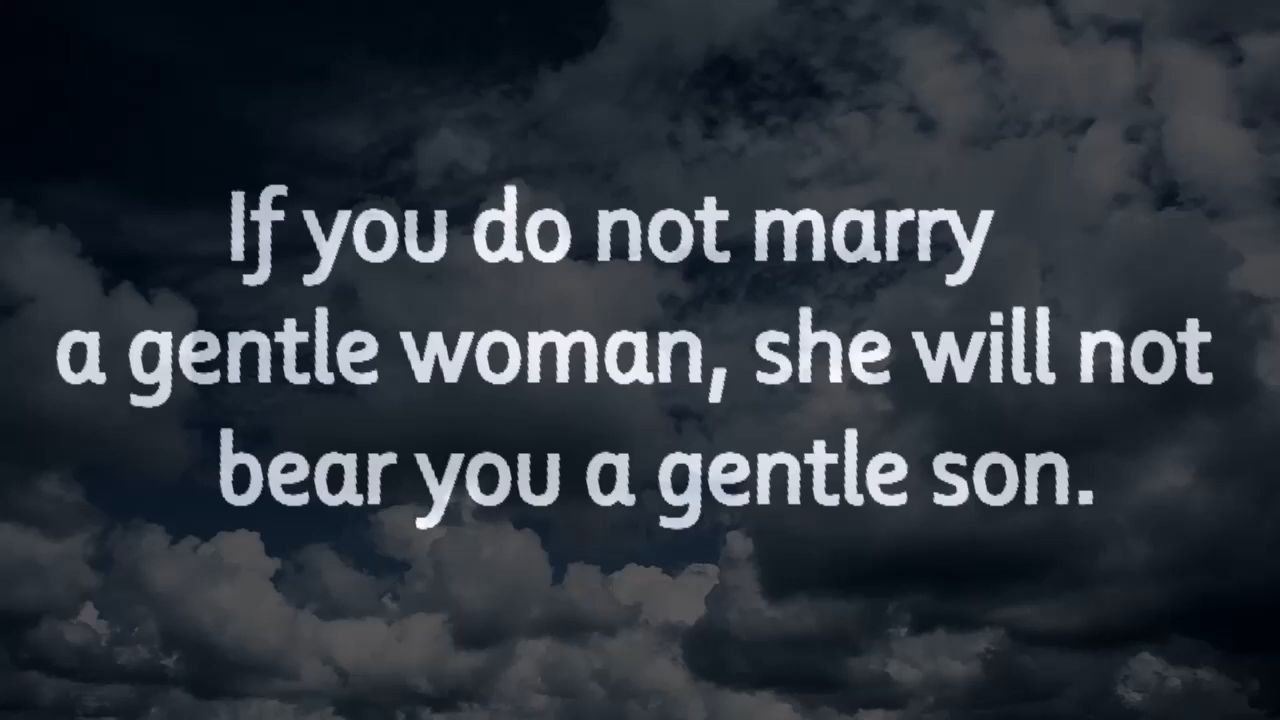 If you do not marry
a gentle woman, she will not
bear you a gentle son.